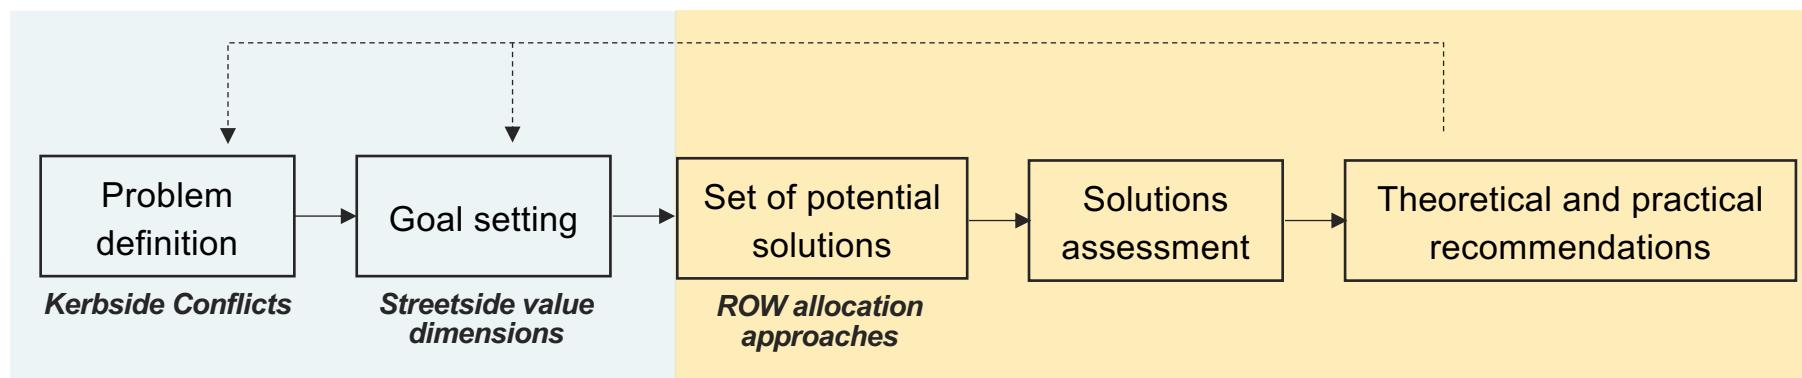 Problem
definition
Goal setting
Set of potential
solutions
Solutions
assessment
Theoretical and practical
recommendations
Kerbside Conflicts
Streetside value
dimensions
ROW allocation
approaches